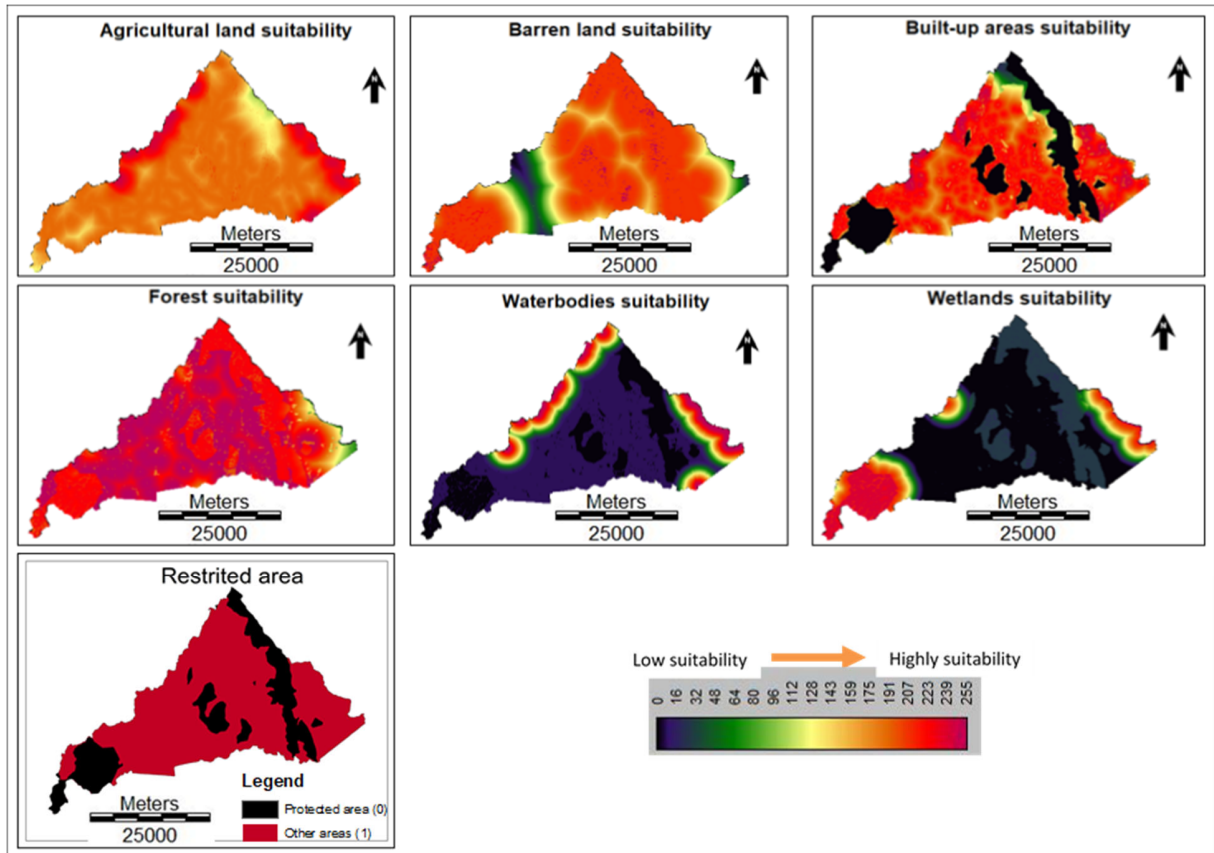 Agricultural land suitability
N
Meters
25000
Barren land suitability
N
Meters
25000
Built-up areas suitability
N
Meters
25000
Forest suitability
N
Meters
25000
Waterbodies suitability
N
Meters
25000
Wetlands suitability
N
Meters
25000
Restrited area
Legend
Protected area (0)
Other areas (1)
Meters
25000
Low suitability
Highly suitability
0 16 32 48 64 80 96 112 128 143 159 175 191 207 223 239 255